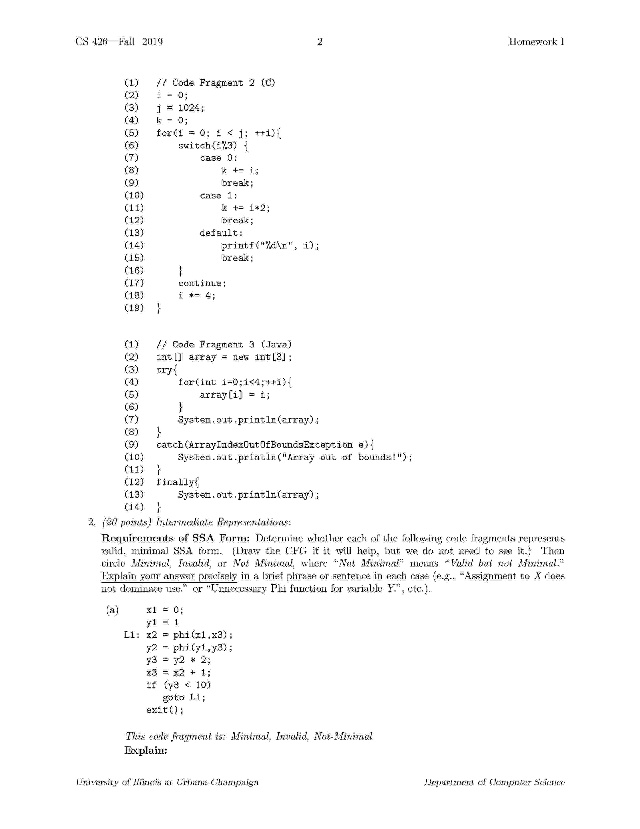 CS 426—Fall 2019 2 Homework 1
(1) // Code Fragment 2 (C)
(2) i = 0;
(3) j = 1024;
(4) k = 0;
(5) for(i = 0; i < j; ++i){
(6) switch(i%3) {
(7) case 0:
(8) k += i;
(9) break;
(10) case 1:
(11) k += i*2;
(12) break;
(13) default:
(14) printf("%d\n", i);
(15) break;
(16) }
(17) continue;
(18) i *= 4;
(19) }
(1) // Code Fragment 3 (Java)
(2) int[] array = new int[3];
(3) try{
(4) for(int i=0;i<4;++i){
(5) array[i] = i;
(6) }
(7) System.out.println(array);
(8) }
(9) catch(ArrayIndexOutOfBoundsException e){
(10) System.out.println("Array out of bounds!");
(11) }
(12) finally{
(13) System.out.println(array);
(14) }
2. [20 points] Intermediate Representations:
Requirements of SSA Form: Determine whether each of the following code fragments represents
valid, minimal SSA form. (Draw the CFG if it will help, but we do not need to see it.) Then
circle Minimal, Invalid, or Not Minimal, where "Not Minimal" means "Valid but not Minimal."
Explain your answer precisely in a brief phrase or sentence in each case (e.g., "Assignment to X does
not dominate use." or "Unnecessary Phi function for variable Y.", etc.).
(a) x1 = 0;
y1 = 1
L1: x2 = phi(x1,x3);
y2 = phi(y1,y3);
y3 = y2 * 2;
x3 = x2 + 1;
if (y3 < 10)
goto L1;
exit();
This code fragment is: Minimal, Invalid, Not-Minimal
Explain:
University of Illinois at Urbana-Champaign Department of Computer Science